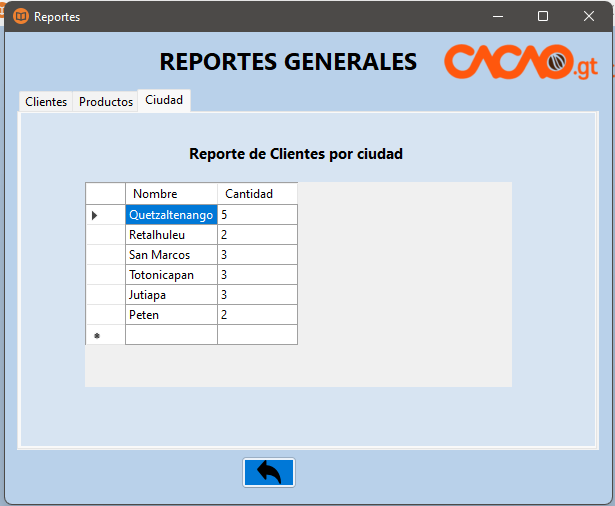 Reportes
REPORTES GENERALES
CACAO.gt
Clientes Productos Ciudad
Reporte de Clientes por ciudad
Nombre Cantidad
Quetzaltenango 5
Retalhuleu 2
San Marcos 3
Totonicapan 3
Jutiapa 3
Peten 2